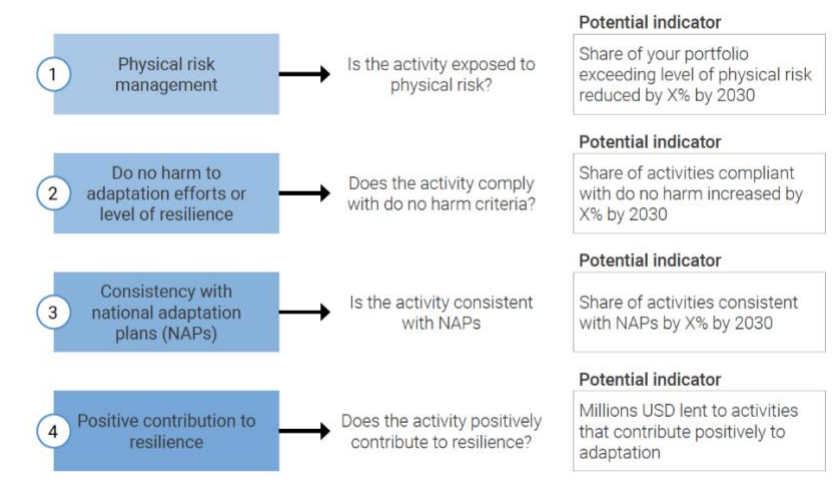 Potential indicator
1
Physical risk
management
Is the activity exposed to
physical risk?
Share of your portfolio
exceeding level of physical risk
reduced by X% by 2030
Potential indicator
2
Do no harm to
adaptation efforts or
level of resilience
Does the activity comply
with do no harm criteria?
Share of activities compliant
with do no harm increased by
X% by 2030
Potential indicator
3
Consistency with
national adaptation
plans (NAPs)
Is the activity consistent
with NAPs
Share of activities consistent
with NAPs by X% by 2030
Potential indicator
4
Positive contribution to
resilience
Does the activity positively
contribute to resilience?
Millions USD lent to activities
that contribute positively to
adaptation